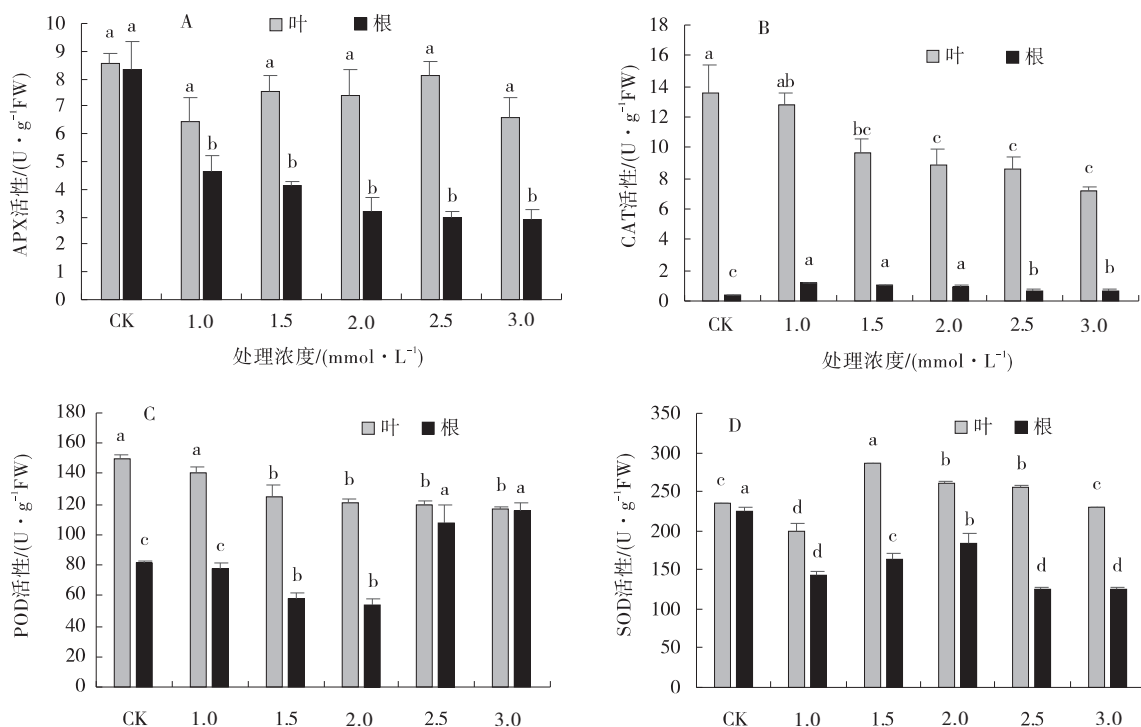 A
叶 根
APX活性/(U·g⁻¹FW)
10
9
8
7
6
5
4
3
2
1
0
a a a a a a a
b b b b b
CK 1.0 1.5 2.0 2.5 3.0
处理浓度/(mmol·L⁻¹)
B
叶 根
CAT活性/(U·g⁻¹FW)
18
16
14
12
10
8
6
4
2
0
a ab bc c c c
c a a a b b
CK 1.0 1.5 2.0 2.5 3.0
处理浓度/(mmol·L⁻¹)
C
叶 根
POD活性/(U·g⁻¹FW)
180
160
140
120
100
80
60
40
20
0
a a b b b b
c c b b a a
CK 1.0 1.5 2.0 2.5 3.0
D
叶 根
SOD活性/(U·g⁻¹FW)
350
300
250
200
150
100
50
0
c d a b b c
a d c b d d
CK 1.0 1.5 2.0 2.5 3.0